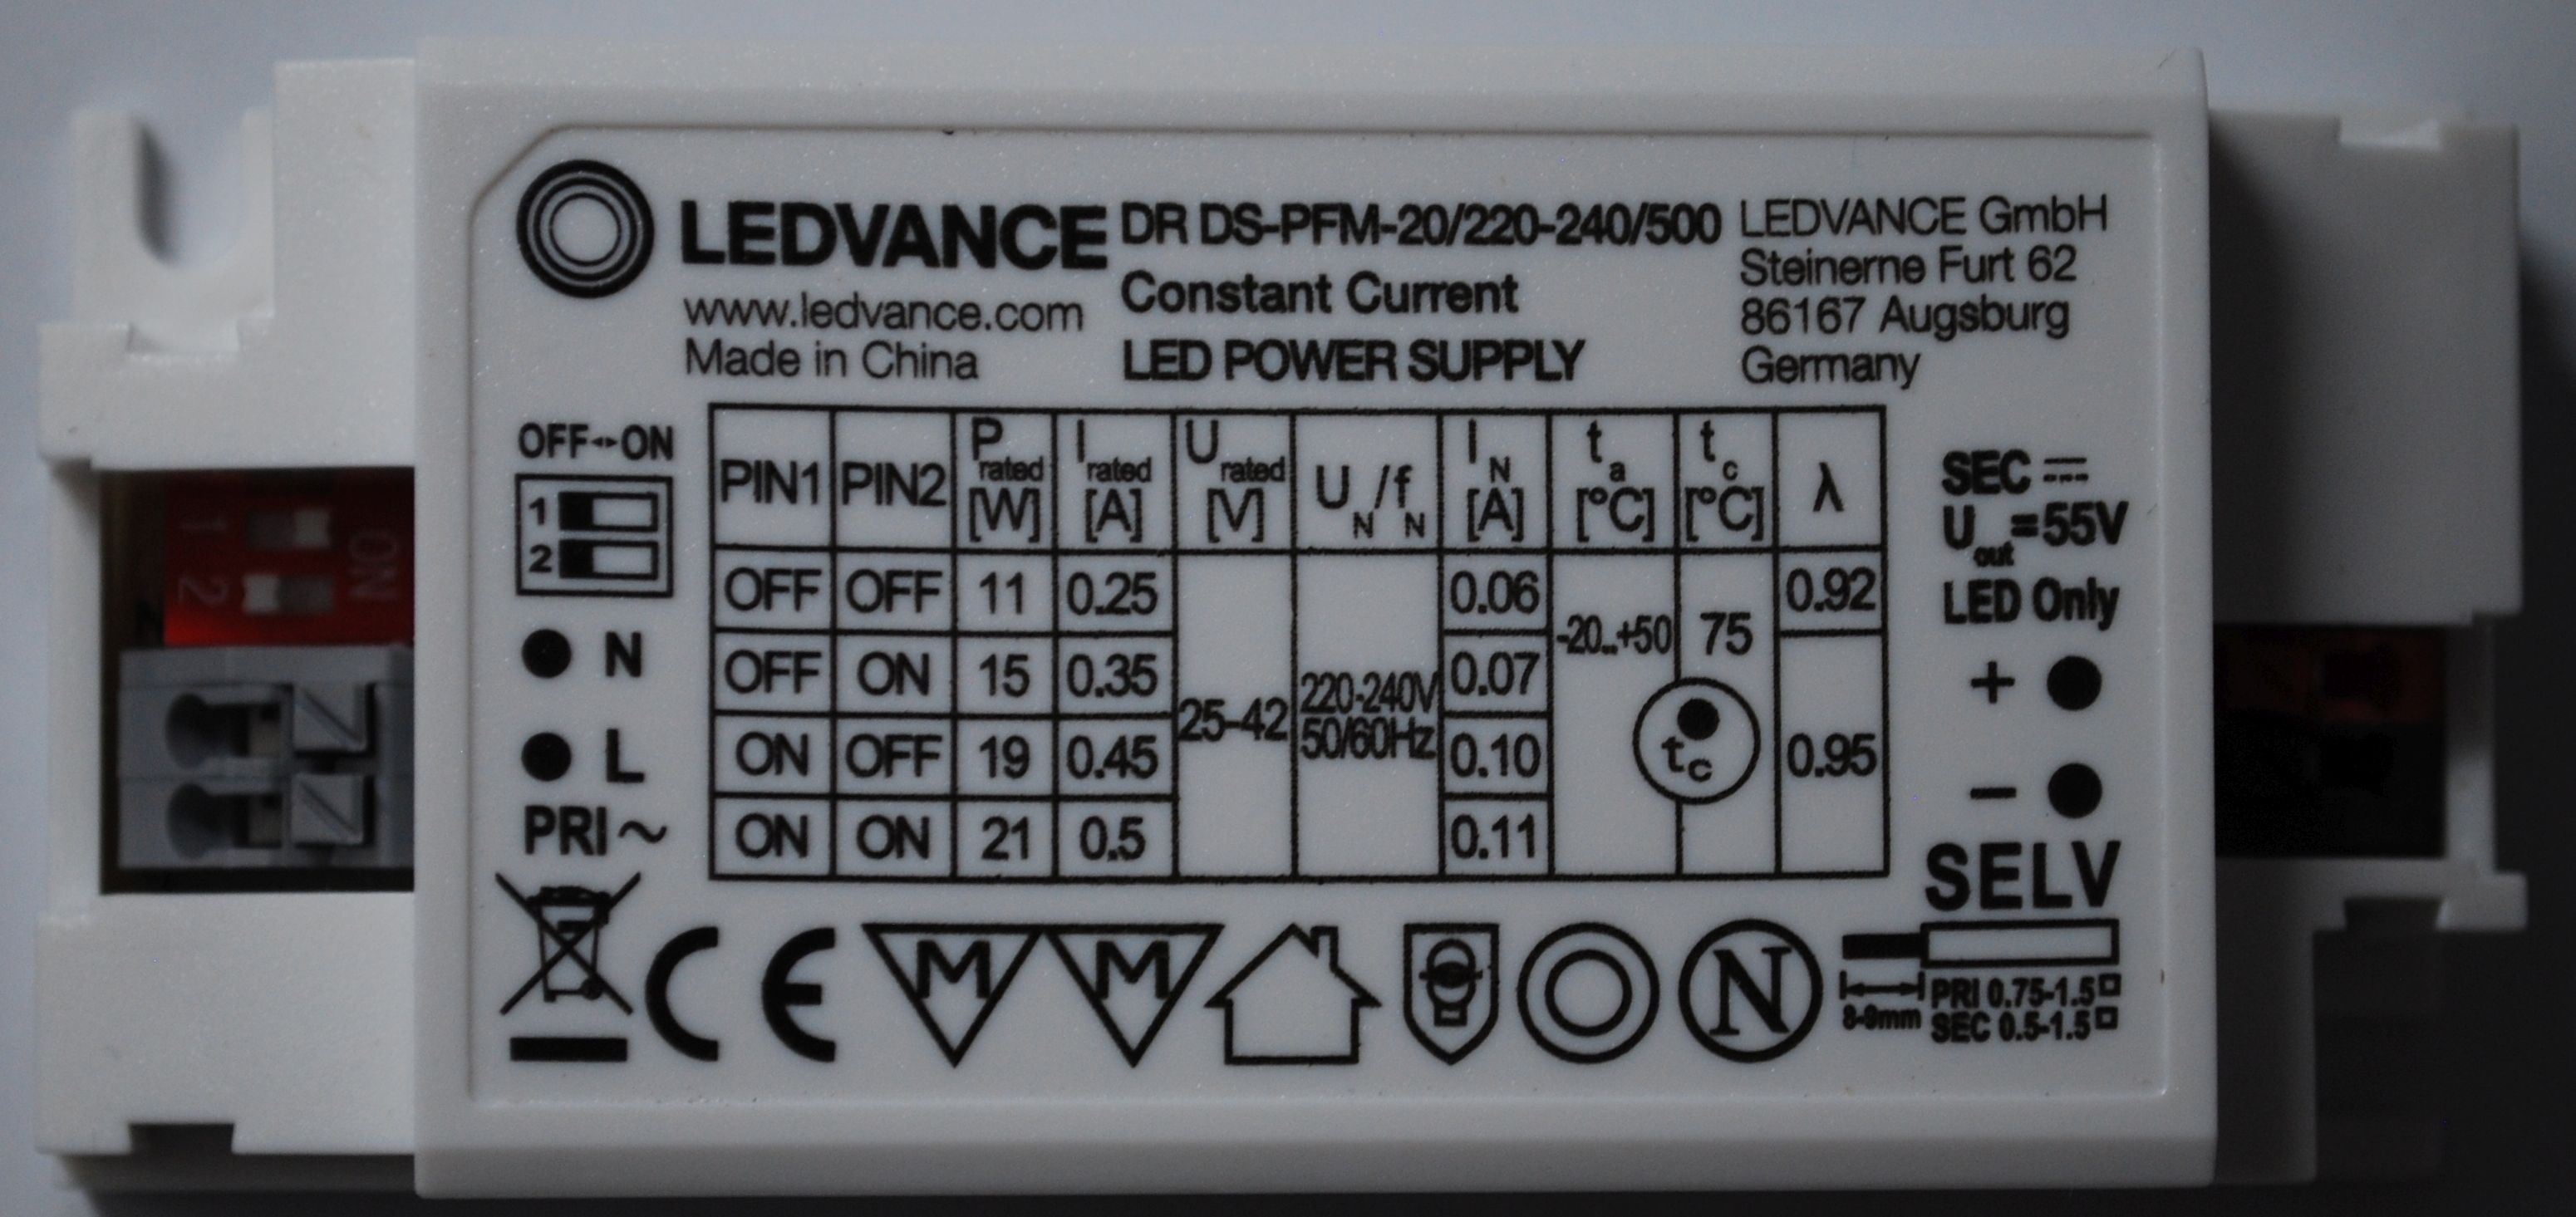 LEDVANCE
www.ledvance.com
Made in China
DR DS-PFM-20/220-240/500
Constant Current
LED POWER SUPPLY
LEDVANCE GmbH
Steinerne Furt 62
86167 Augsburg
Germany
OFF↔ON
1
2
N
L
PRI ~
PIN1 PIN2 Prated [W] Irated [A] Urated [V] UN/fN IN [A] ta [°C] tc [°C] λ
OFF OFF 11 0.25 25-42 220-240V 50/60Hz 0.06 -20..+50 75 0.92
OFF ON 15 0.35 0.07 0.95
ON OFF 19 0.45 0.10
ON ON 21 0.5 0.11
tc
SEC
Uout=55V
LED Only
+
−
SELV
CE M M N
8-9mm
PRI 0.75-1.5□
SEC 0.5-1.5□
1
2
ON